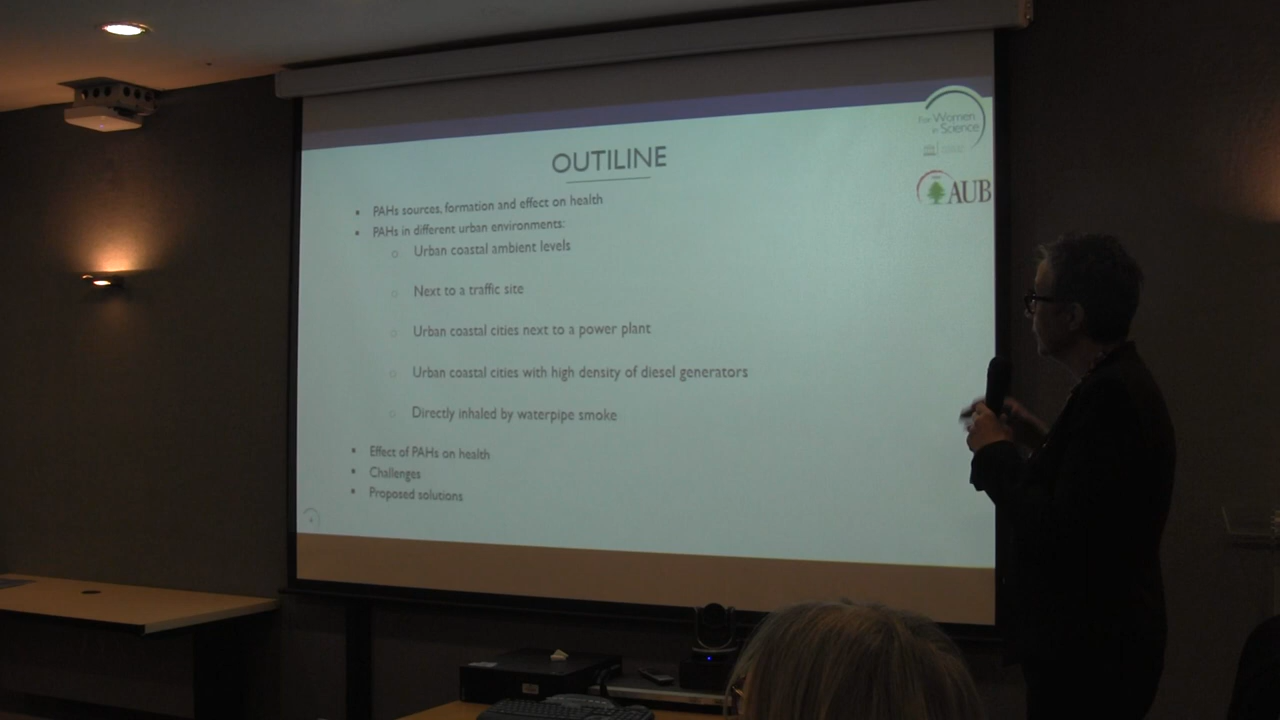 OUTILINE
For Women
in Science
AUB
▪ PAHs sources, formation and effect on health
▪ PAHs in different urban environments:
o Urban coastal ambient levels
o Next to a traffic site
o Urban coastal cities next to a power plant
o Urban coastal cities with high density of diesel generators
o Directly inhaled by waterpipe smoke
▪ Effect of PAHs on health
▪ Challenges
▪ Proposed solutions